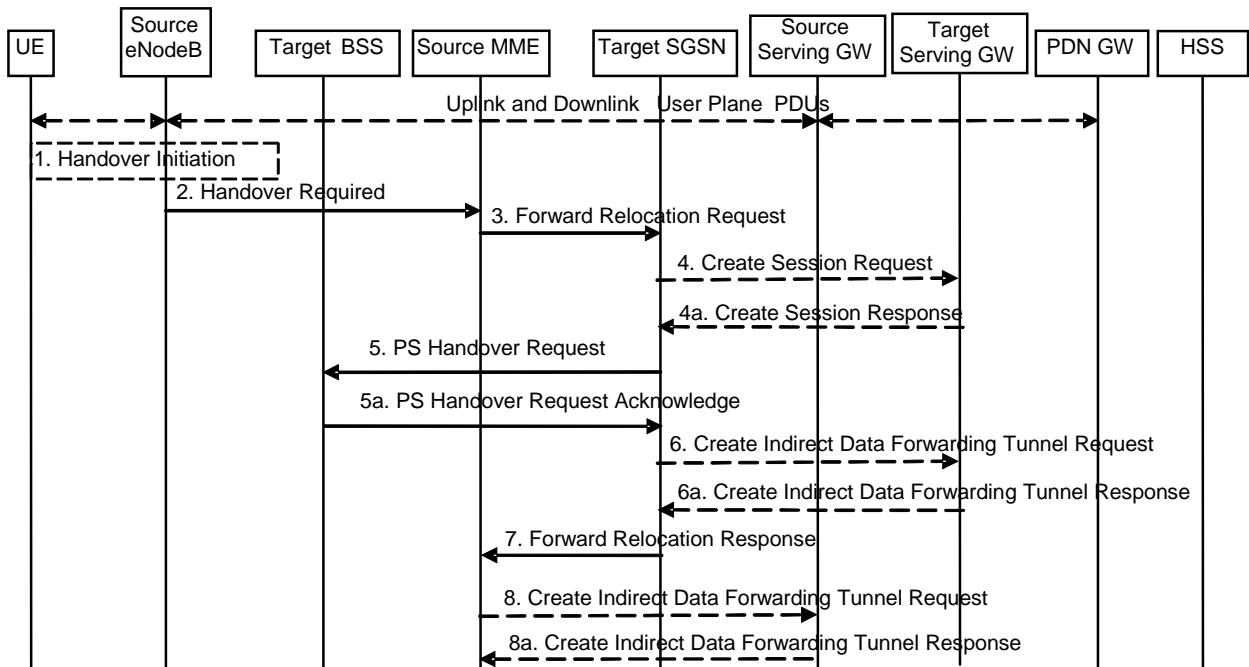 UE
Source
eNodeB
Target BSS
Source MME
Target SGSN
Source
Serving GW
Target
Serving GW
PDN GW
HSS
Uplink and Downlink User Plane PDUs
1. Handover Initiation
2. Handover Required
3. Forward Relocation Request
4. Create Session Request
4a. Create Session Response
5. PS Handover Request
5a. PS Handover Request Acknowledge
6. Create Indirect Data Forwarding Tunnel Request
6a. Create Indirect Data Forwarding Tunnel Response
7. Forward Relocation Response
8. Create Indirect Data Forwarding Tunnel Request
8a. Create Indirect Data Forwarding Tunnel Response